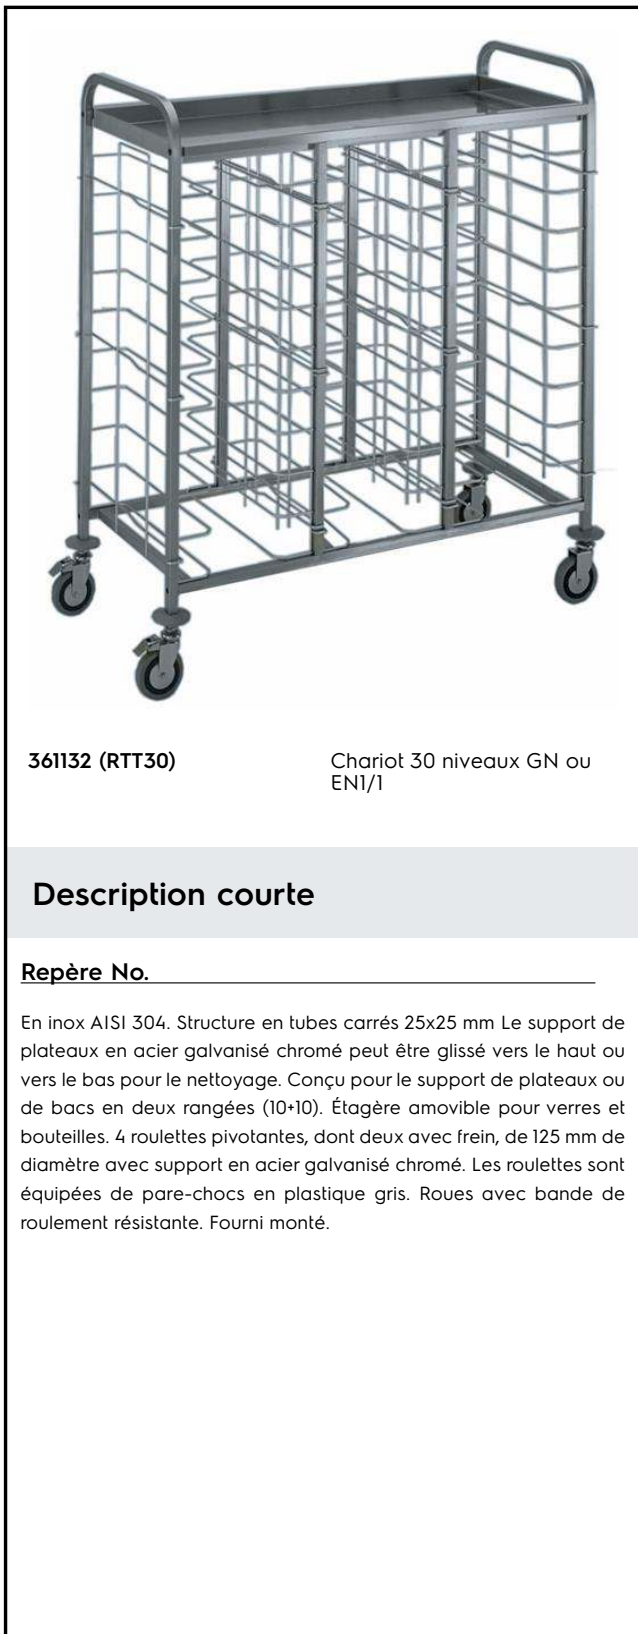 361132 (RTT30)
Chariot 30 niveaux GN ou
EN1/1
Description courte
Repère No.
En inox AISI 304. Structure en tubes carrés 25x25 mm Le support de
plateaux en acier galvanisé chromé peut être glissé vers le haut ou
vers le bas pour le nettoyage. Conçu pour le support de plateaux ou
de bacs en deux rangées (10+10). Étagère amovible pour verres et
bouteilles. 4 roulettes pivotantes, dont deux avec frein, de 125 mm de
diamètre avec support en acier galvanisé chromé. Les roulettes sont
équipées de pare-chocs en plastique gris. Roues avec bande de
roulement résistante. Fourni monté.